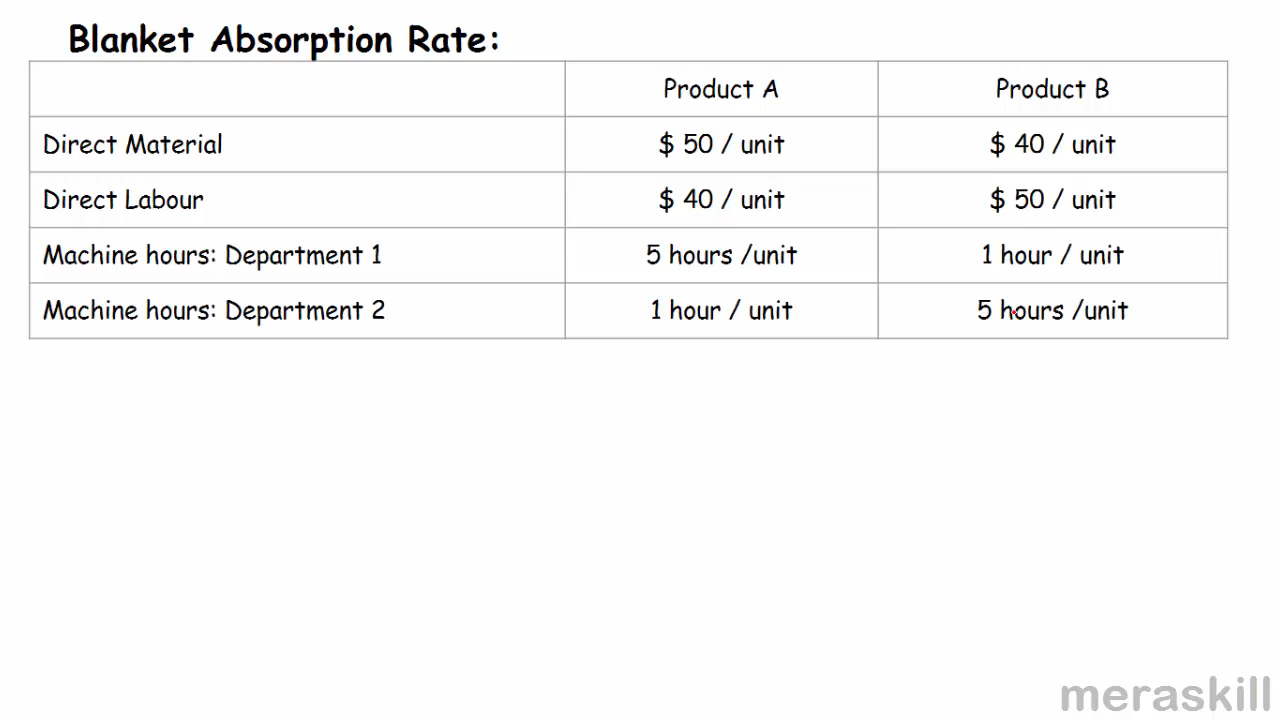 Blanket Absorption Rate:
Product A Product B
Direct Material $ 50 / unit $ 40 / unit
Direct Labour $ 40 / unit $ 50 / unit
Machine hours: Department 1 5 hours /unit 1 hour / unit
Machine hours: Department 2 1 hour / unit 5 hours /unit
meraskill